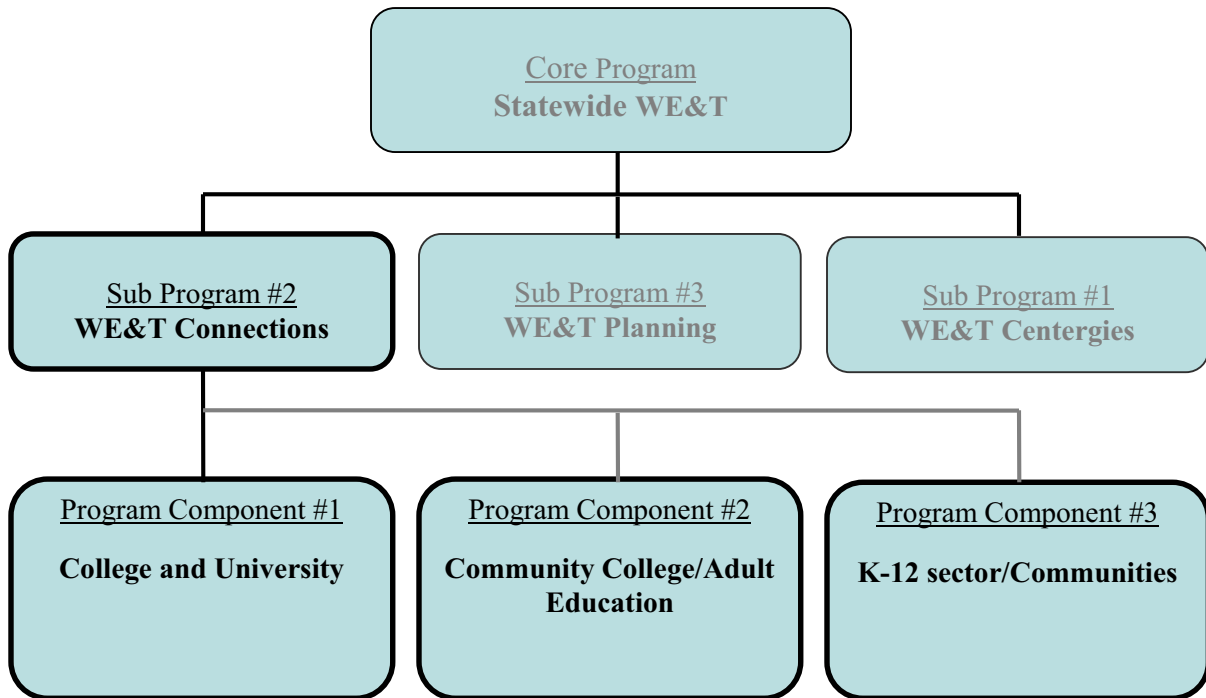 Core Program
Statewide WE&T
Sub Program #2
WE&T Connections
Sub Program #3
WE&T Planning
Sub Program #1
WE&T Centergies
Program Component #1
College and University
Program Component #2
Community College/Adult
Education
Program Component #3
K-12 sector/Communities